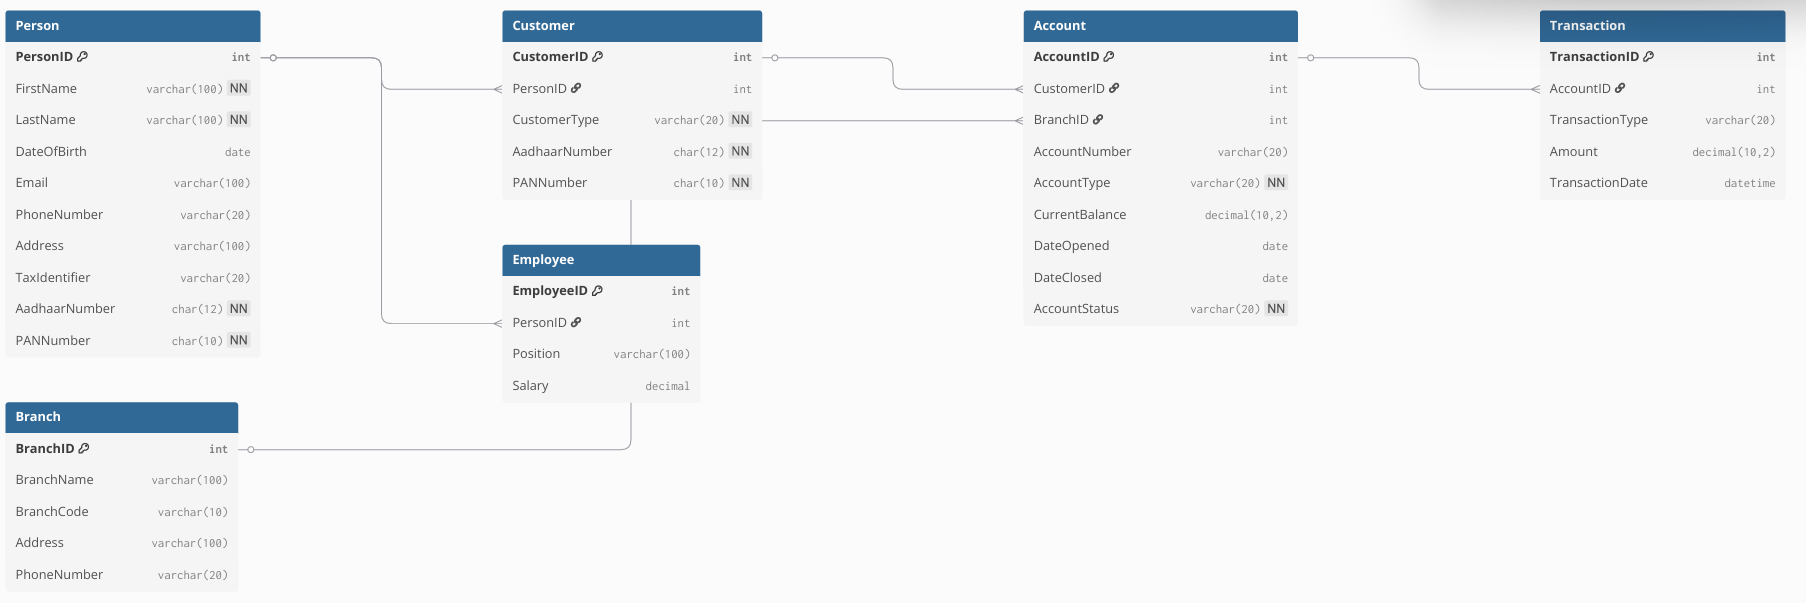 Person
PersonID int
FirstName varchar(100) NN
LastName varchar(100) NN
DateOfBirth date
Email varchar(100)
PhoneNumber varchar(20)
Address varchar(100)
TaxIdentifier varchar(20)
AadhaarNumber char(12) NN
PANNumber char(10) NN
Customer
CustomerID int
PersonID int
CustomerType varchar(20) NN
AadhaarNumber char(12) NN
PANNumber char(10) NN
Account
AccountID int
CustomerID int
BranchID int
AccountNumber varchar(20)
AccountType varchar(20) NN
CurrentBalance decimal(10,2)
DateOpened date
DateClosed date
AccountStatus varchar(20) NN
Transaction
TransactionID int
AccountID int
TransactionType varchar(20)
Amount decimal(10,2)
TransactionDate datetime
Employee
EmployeeID int
PersonID int
Position varchar(100)
Salary decimal
Branch
BranchID int
BranchName varchar(100)
BranchCode varchar(10)
Address varchar(100)
PhoneNumber varchar(20)